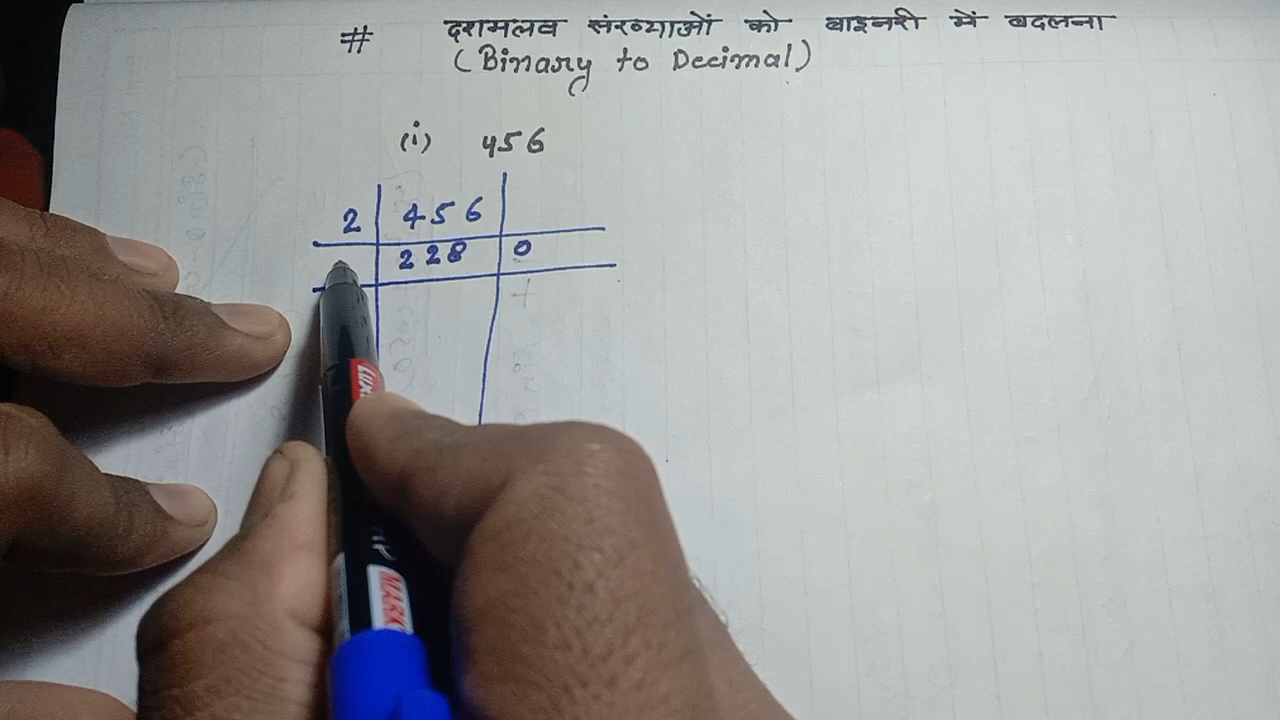 # दशमलव संख्याओं को बाइनरी में बदलना
(Binary to Decimal)
(i) 456
2 456
228 0